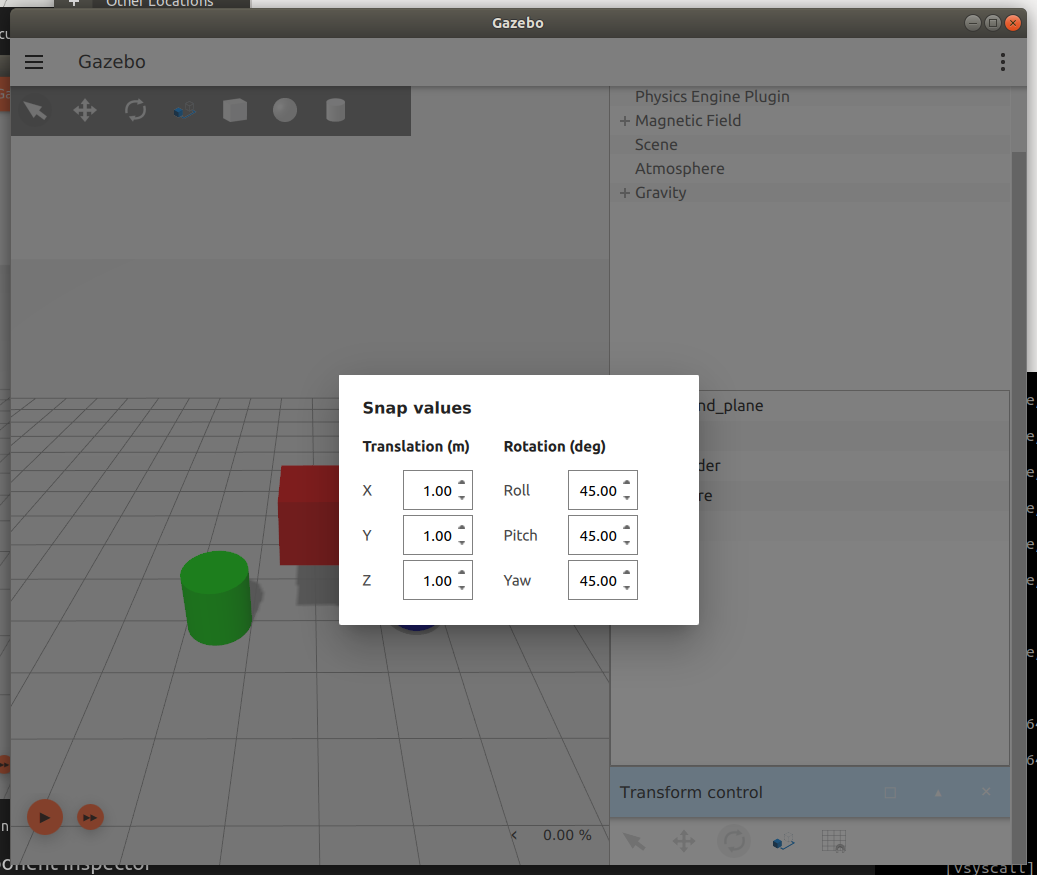 Other Locations
Gazebo
Gazebo
Physics Engine Plugin
Magnetic Field
Scene
Atmosphere
Gravity
nd_plane
der
re
Snap values
Translation (m) Rotation (deg)
X 1.00 Roll 45.00
Y 1.00 Pitch 45.00
Z 1.00 Yaw 45.00
Transform control
< 0.00 %
onent Inspector
[vsyscall]